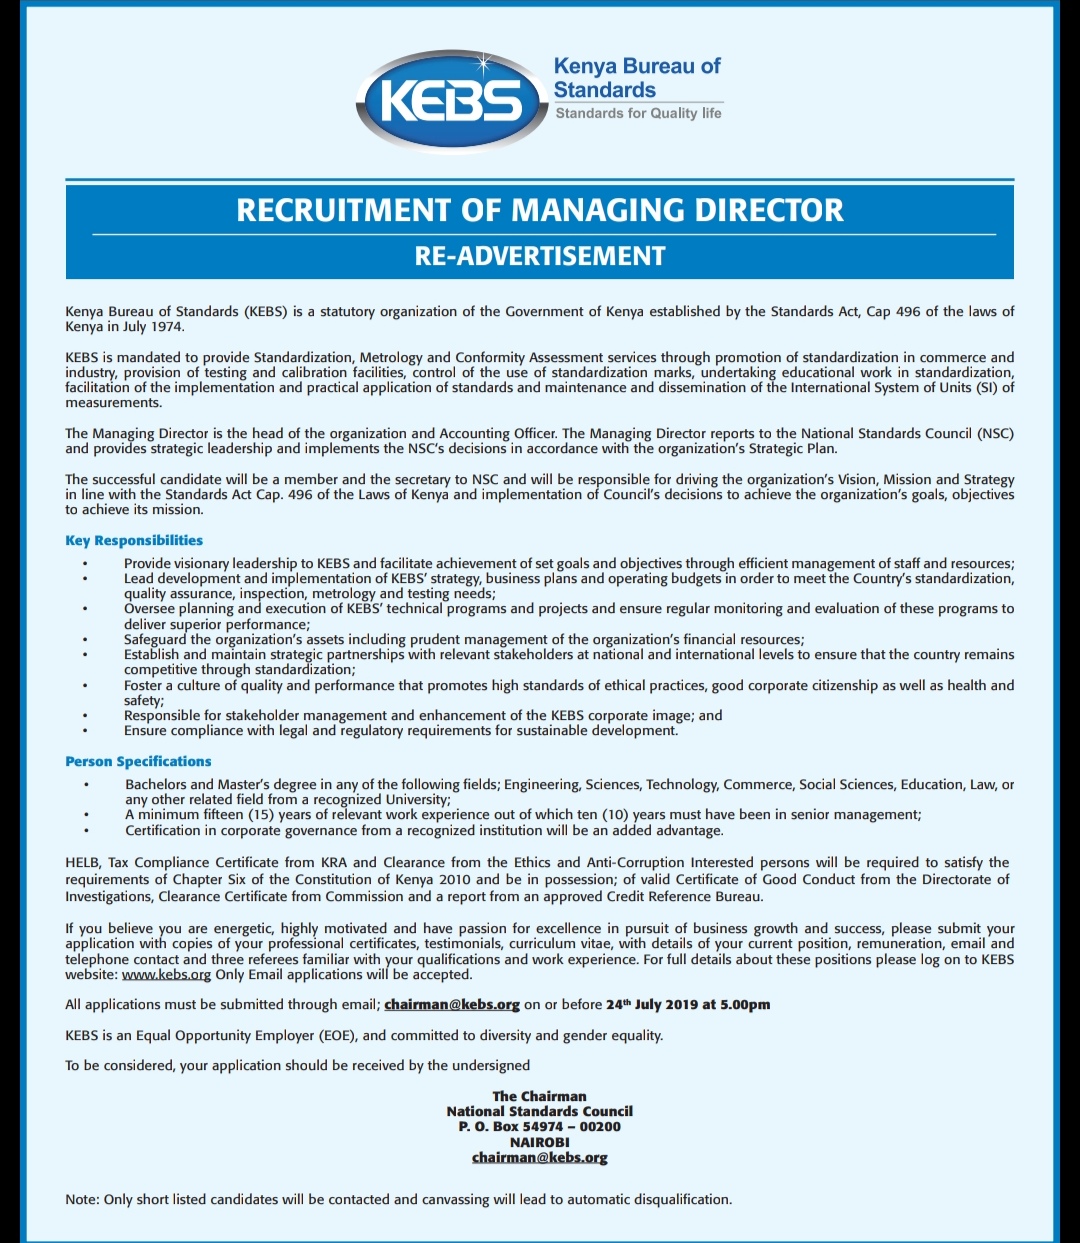 KEBS
Kenya Bureau of
Standards
Standards for Quality life
RECRUITMENT OF MANAGING DIRECTOR
RE-ADVERTISEMENT
Kenya Bureau of Standards (KEBS) is a statutory organization of the Government of Kenya established by the Standards Act, Cap 496 of the laws of
Kenya in July 1974.
KEBS is mandated to provide Standardization, Metrology and Conformity Assessment services through promotion of standardization in commerce and
industry, provision of testing and calibration facilities, control of the use of standardization marks, undertaking educational work in standardization,
facilitation of the implementation and practical application of standards and maintenance and dissemination of the International System of Units (SI) of
measurements.
The Managing Director is the head of the organization and Accounting Officer. The Managing Director reports to the National Standards Council (NSC)
and provides strategic leadership and implements the NSC's decisions in accordance with the organization's Strategic Plan.
The successful candidate will be a member and the secretary to NSC and will be responsible for driving the organization's Vision, Mission and Strategy
in line with the Standards Act Cap. 496 of the Laws of Kenya and implementation of Council's decisions to achieve the organization's goals, objectives
to achieve its mission.
Key Responsibilities
• Provide visionary leadership to KEBS and facilitate achievement of set goals and objectives through efficient management of staff and resources;
• Lead development and implementation of KEBS' strategy, business plans and operating budgets in order to meet the Country's standardization,
quality assurance, inspection, metrology and testing needs;
• Oversee planning and execution of KEBS' technical programs and projects and ensure regular monitoring and evaluation of these programs to
deliver superior performance;
• Safeguard the organization's assets including prudent management of the organization's financial resources;
• Establish and maintain strategic partnerships with relevant stakeholders at national and international levels to ensure that the country remains
competitive through standardization;
• Foster a culture of quality and performance that promotes high standards of ethical practices, good corporate citizenship as well as health and
safety;
• Responsible for stakeholder management and enhancement of the KEBS corporate image; and
• Ensure compliance with legal and regulatory requirements for sustainable development.
Person Specifications
• Bachelors and Master's degree in any of the following fields; Engineering, Sciences, Technology, Commerce, Social Sciences, Education, Law, or
any other related field from a recognized University;
• A minimum fifteen (15) years of relevant work experience out of which ten (10) years must have been in senior management;
• Certification in corporate governance from a recognized institution will be an added advantage.
HELB, Tax Compliance Certificate from KRA and Clearance from the Ethics and Anti-Corruption Interested persons will be required to satisfy the
requirements of Chapter Six of the Constitution of Kenya 2010 and be in possession; of valid Certificate of Good Conduct from the Directorate of
Investigations, Clearance Certificate from Commission and a report from an approved Credit Reference Bureau.
If you believe you are energetic, highly motivated and have passion for excellence in pursuit of business growth and success, please submit your
application with copies of your professional certificates, testimonials, curriculum vitae, with details of your current position, remuneration, email and
telephone contact and three referees familiar with your qualifications and work experience. For full details about these positions please log on to KEBS
website: www.kebs.org Only Email applications will be accepted.
All applications must be submitted through email; chairman@kebs.org on or before 24th July 2019 at 5.00pm
KEBS is an Equal Opportunity Employer (EOE), and committed to diversity and gender equality.
To be considered, your application should be received by the undersigned
The Chairman
National Standards Council
P. O. Box 54974 – 00200
NAIROBI
chairman@kebs.org
Note: Only short listed candidates will be contacted and canvassing will lead to automatic disqualification.